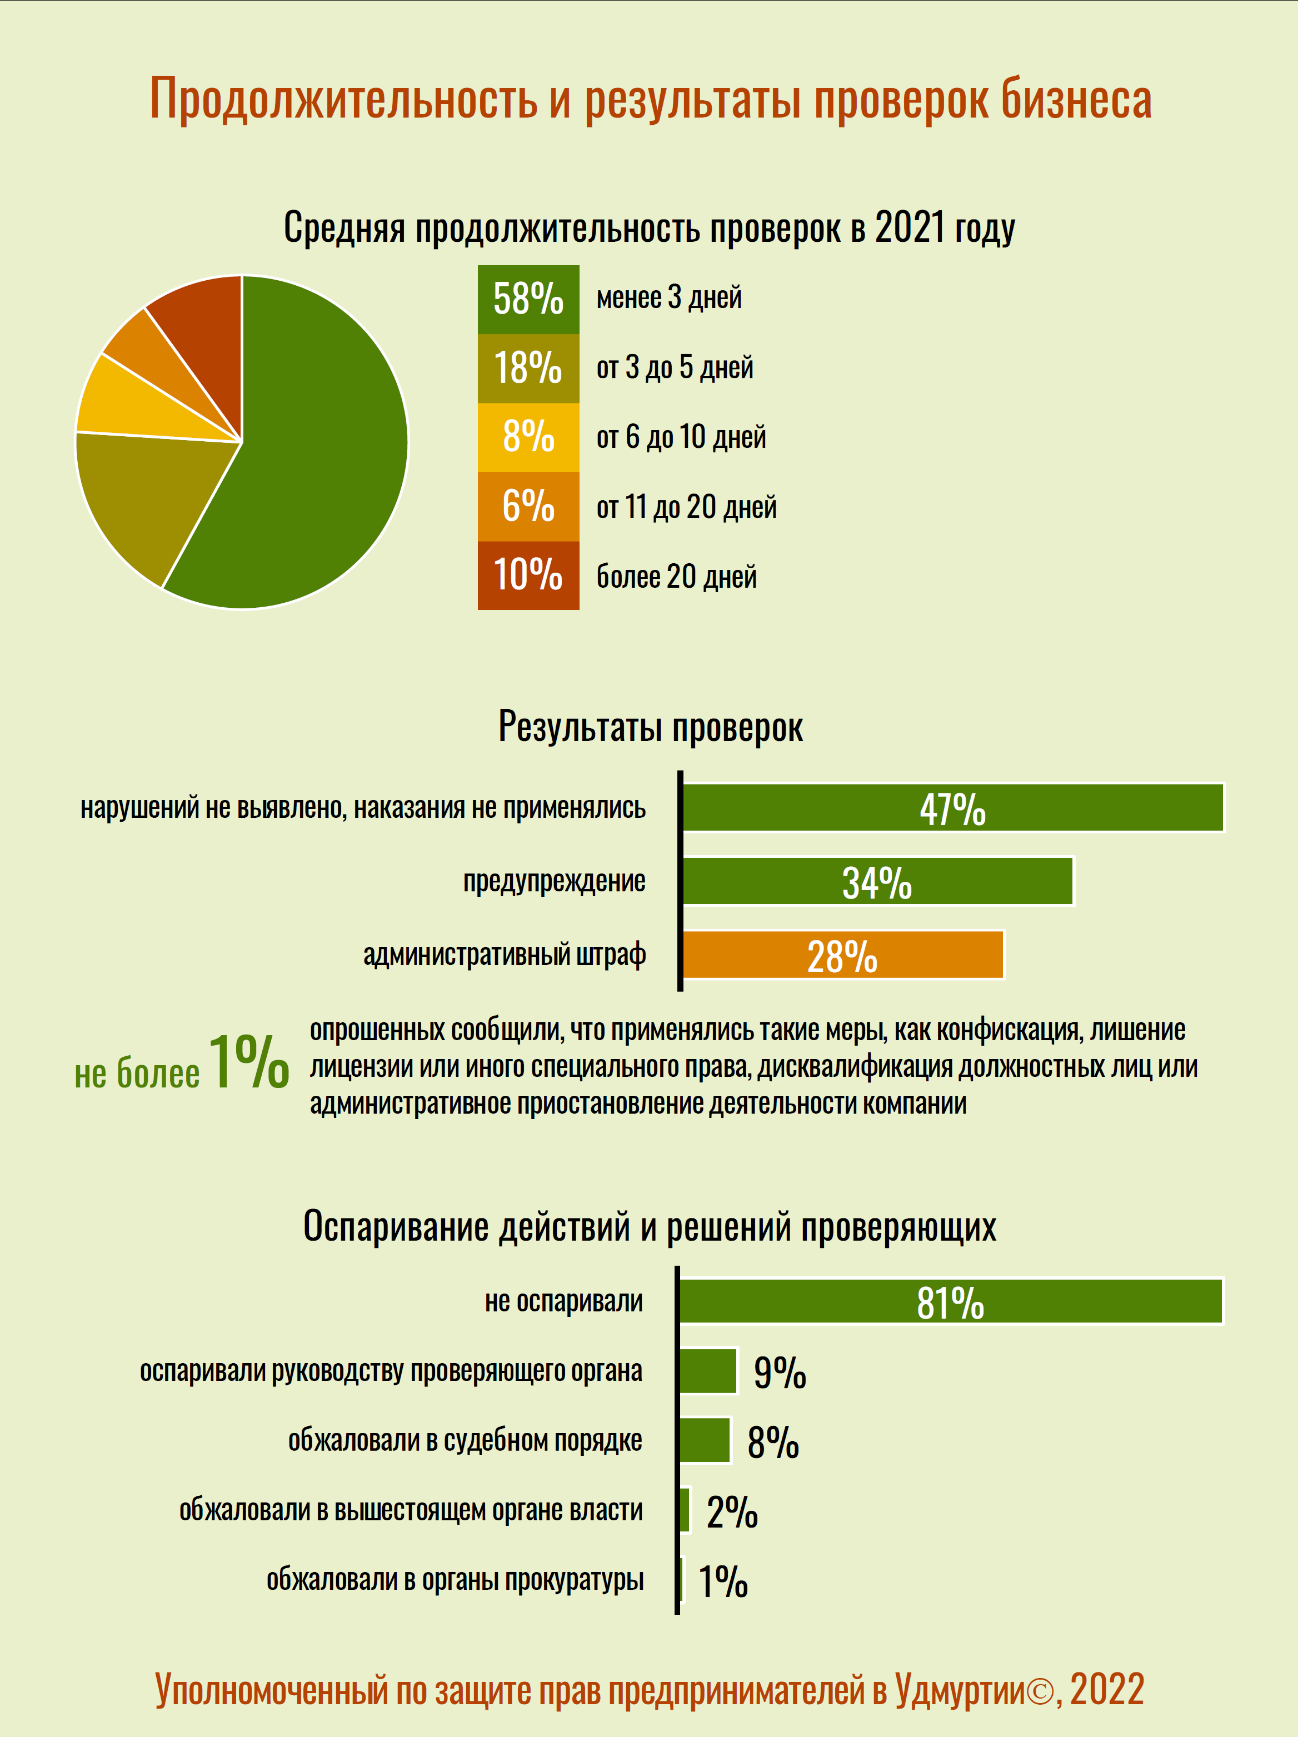 Продолжительность и результаты проверок бизнеса
Средняя продолжительность проверок в 2021 году
58% менее 3 дней
18% от 3 до 5 дней
8% от 6 до 10 дней
6% от 11 до 20 дней
10% более 20 дней
Результаты проверок
нарушений не выявлено, наказания не применялись 47%
предупреждение 34%
административный штраф 28%
не более 1%
опрошенных сообщили, что применялись такие меры, как конфискация, лишение
лицензии или иного специального права, дисквалификация должностных лиц или
административное приостановление деятельности компании
Оспаривание действий и решений проверяющих
не оспаривали 81%
оспаривали руководству проверяющего органа 9%
обжаловали в судебном порядке 8%
обжаловали в вышестоящем органе власти 2%
обжаловали в органы прокуратуры 1%
Уполномоченный по защите прав предпринимателей в Удмуртии©, 2022